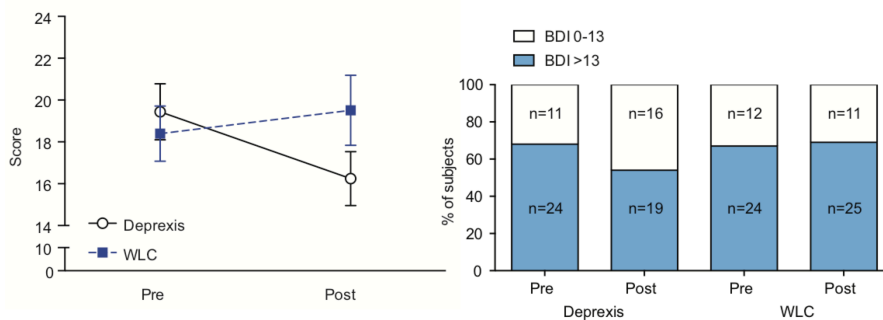 24
22
20
18
16
14
10
0
Score
Deprexis
WLC
Pre Post
BDI 0-13
BDI >13
100
80
60
40
20
0
% of subjects
n=11 n=16 n=12 n=11
n=24 n=19 n=24 n=25
Pre Post Pre Post
Deprexis WLC